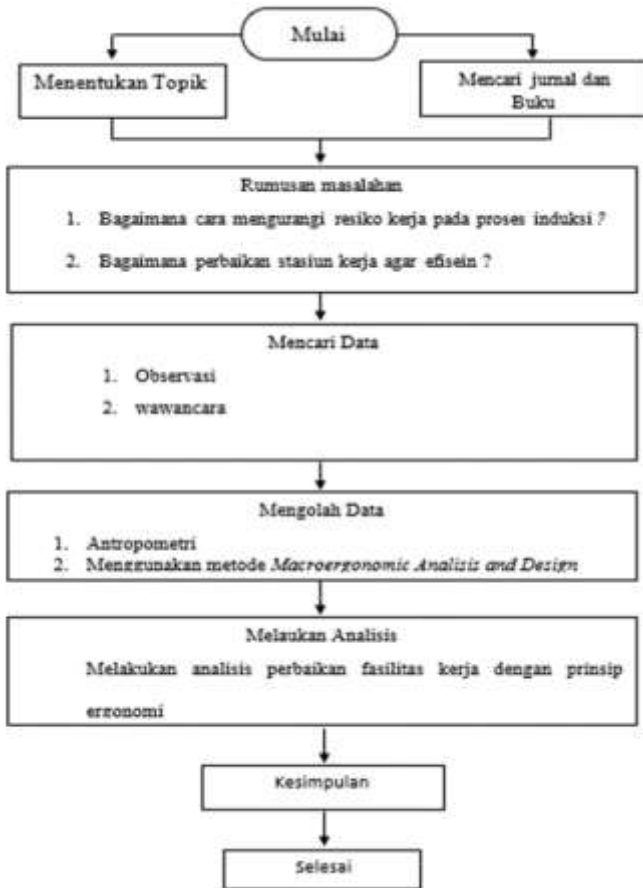 Mulai
Menentukan Topik
Mencari jurnal dan
Buku
Rumusan masalahan
1. Bagaimana cara mengurangi resiko kerja pada proses induksi ?
2. Bagaimana perbaikan stasiun kerja agar efisein ?
Mencari Data
1. Observasi
2. wawancara
Mengolah Data
1. Antropometri
2. Menggunakan metode Macroergonomic Analisis and Design
Melaukan Analisis
Melakukan analisis perbaikan fasilitas kerja dengan prinsip
ergonomi
Kesimpulan
Selesai